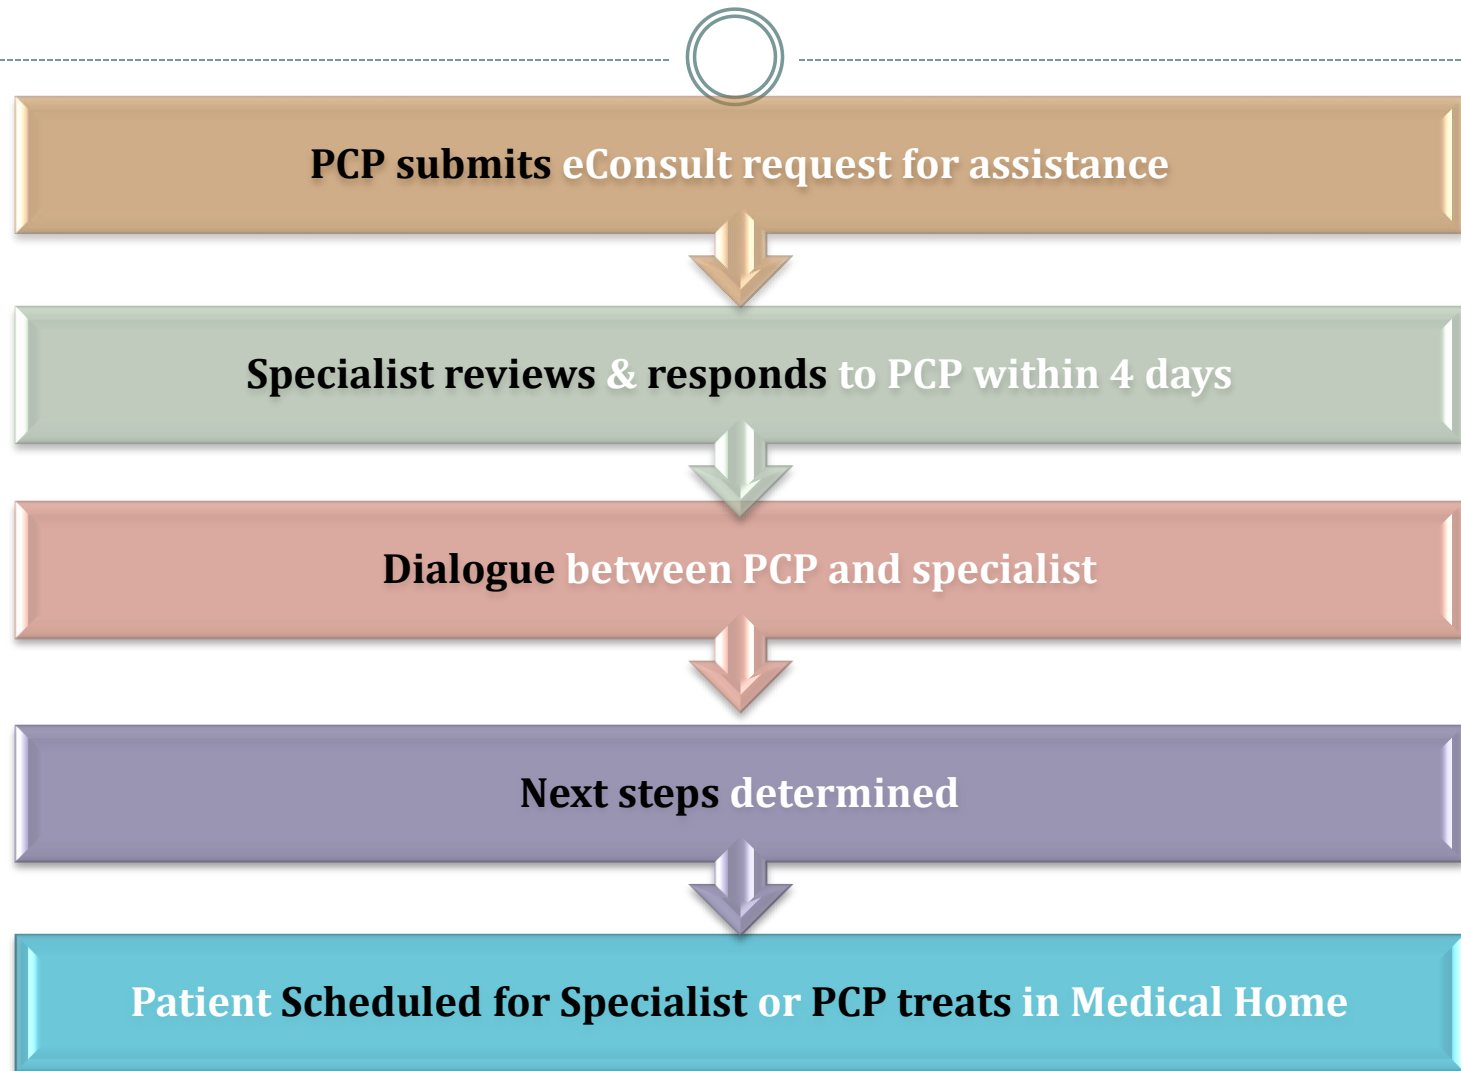 PCP submits eConsult request for assistance
Specialist reviews & responds to PCP within 4 days
Dialogue between PCP and specialist
Next steps determined
Patient Scheduled for Specialist or PCP treats in Medical Home